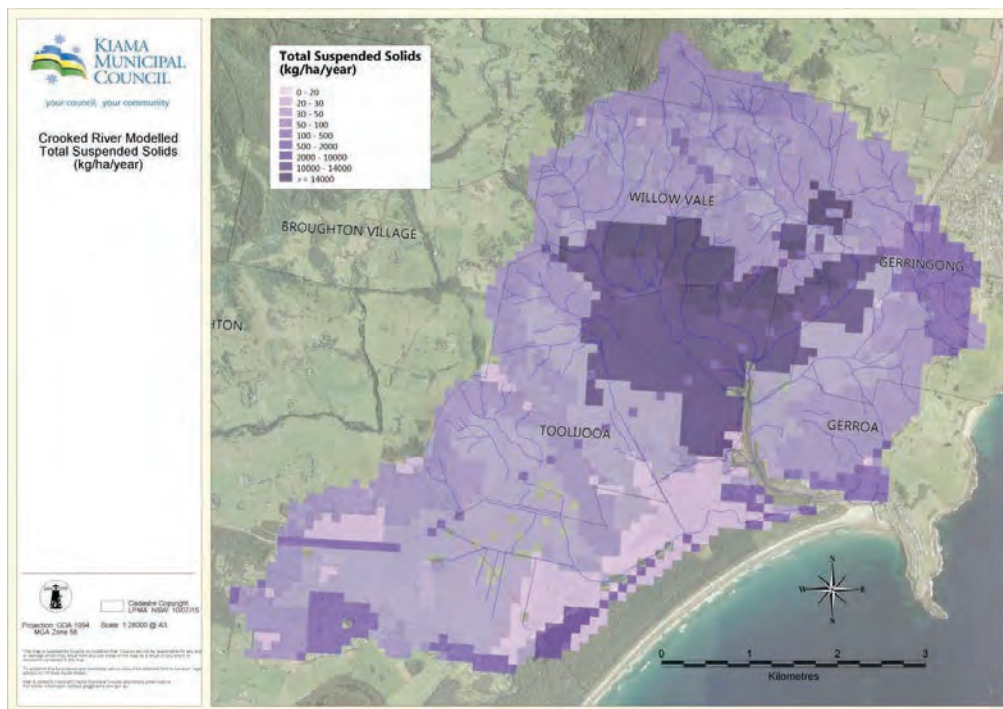 KIAMA
MUNICIPAL
COUNCIL
your council, your community
Crooked River Modelled
Total Suspended Solids
(kg/ha/year)
Total Suspended Solids
(kg/ha/year)
0 - 20
20 - 30
30 - 50
50 - 100
100 - 500
500 - 2000
2000 - 10000
10000 - 14000
> = 14000
WILLOW VALE
BROUGHTON VILLAGE
GERRINGONG
HTON
TOOLIJOOA
GERROA
N
W
E
S
0 1 2 3
Kilometres
Cadastre Copyright
LPMA NSW 10/07/15
Projection: GDA 1994
MGA Zone 56
Scale 1:26000 @ A3